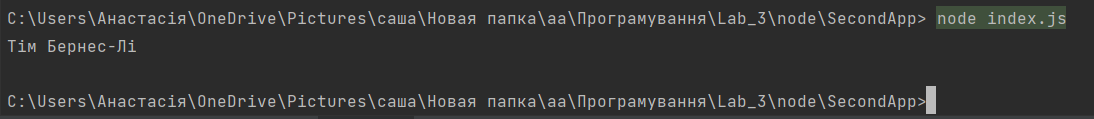 C:\Users\Анастасія\OneDrive\Pictures\саша\Новая папка\аа\Програмування\Lab_3\node\SecondApp> node index.js
Тім Бернес-Лі
C:\Users\Анастасія\OneDrive\Pictures\саша\Новая папка\аа\Програмування\Lab_3\node\SecondApp>